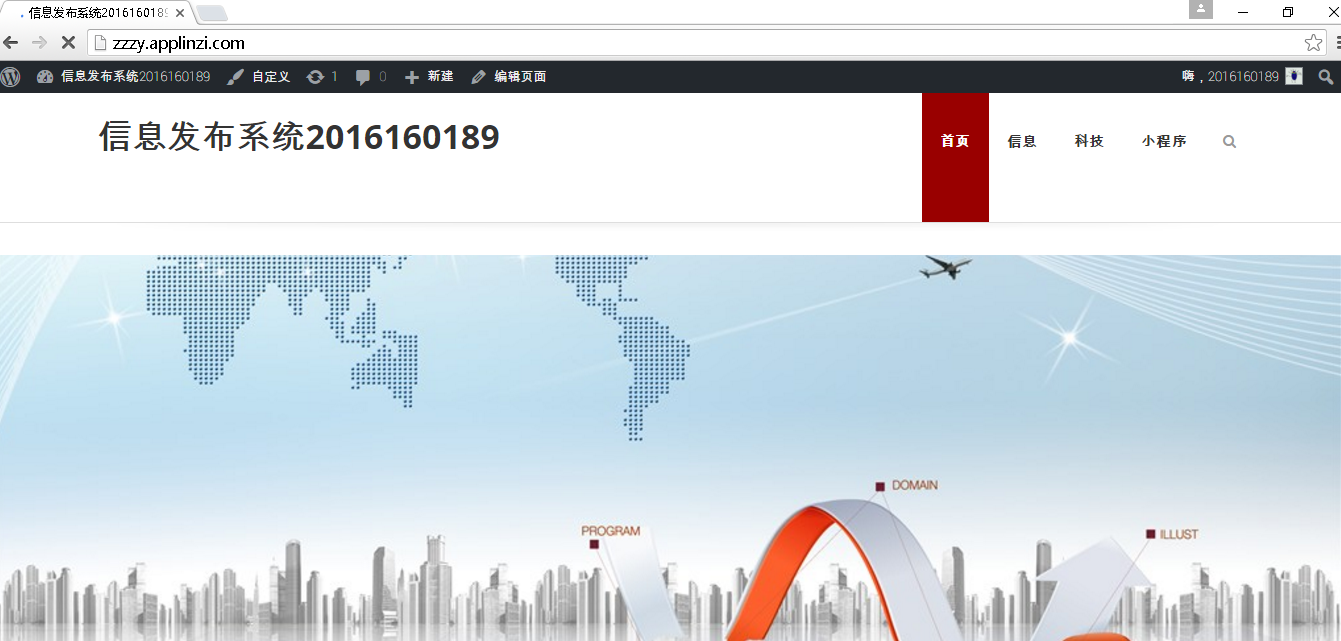 信息发布系统2016160189
zzzy.applinzi.com
信息发布系统2016160189 自定义 1 0 新建 编辑页面 嗨，2016160189
信息发布系统2016160189
首页 信息 科技 小程序
DOMAIN
PROGRAM
ILLUST